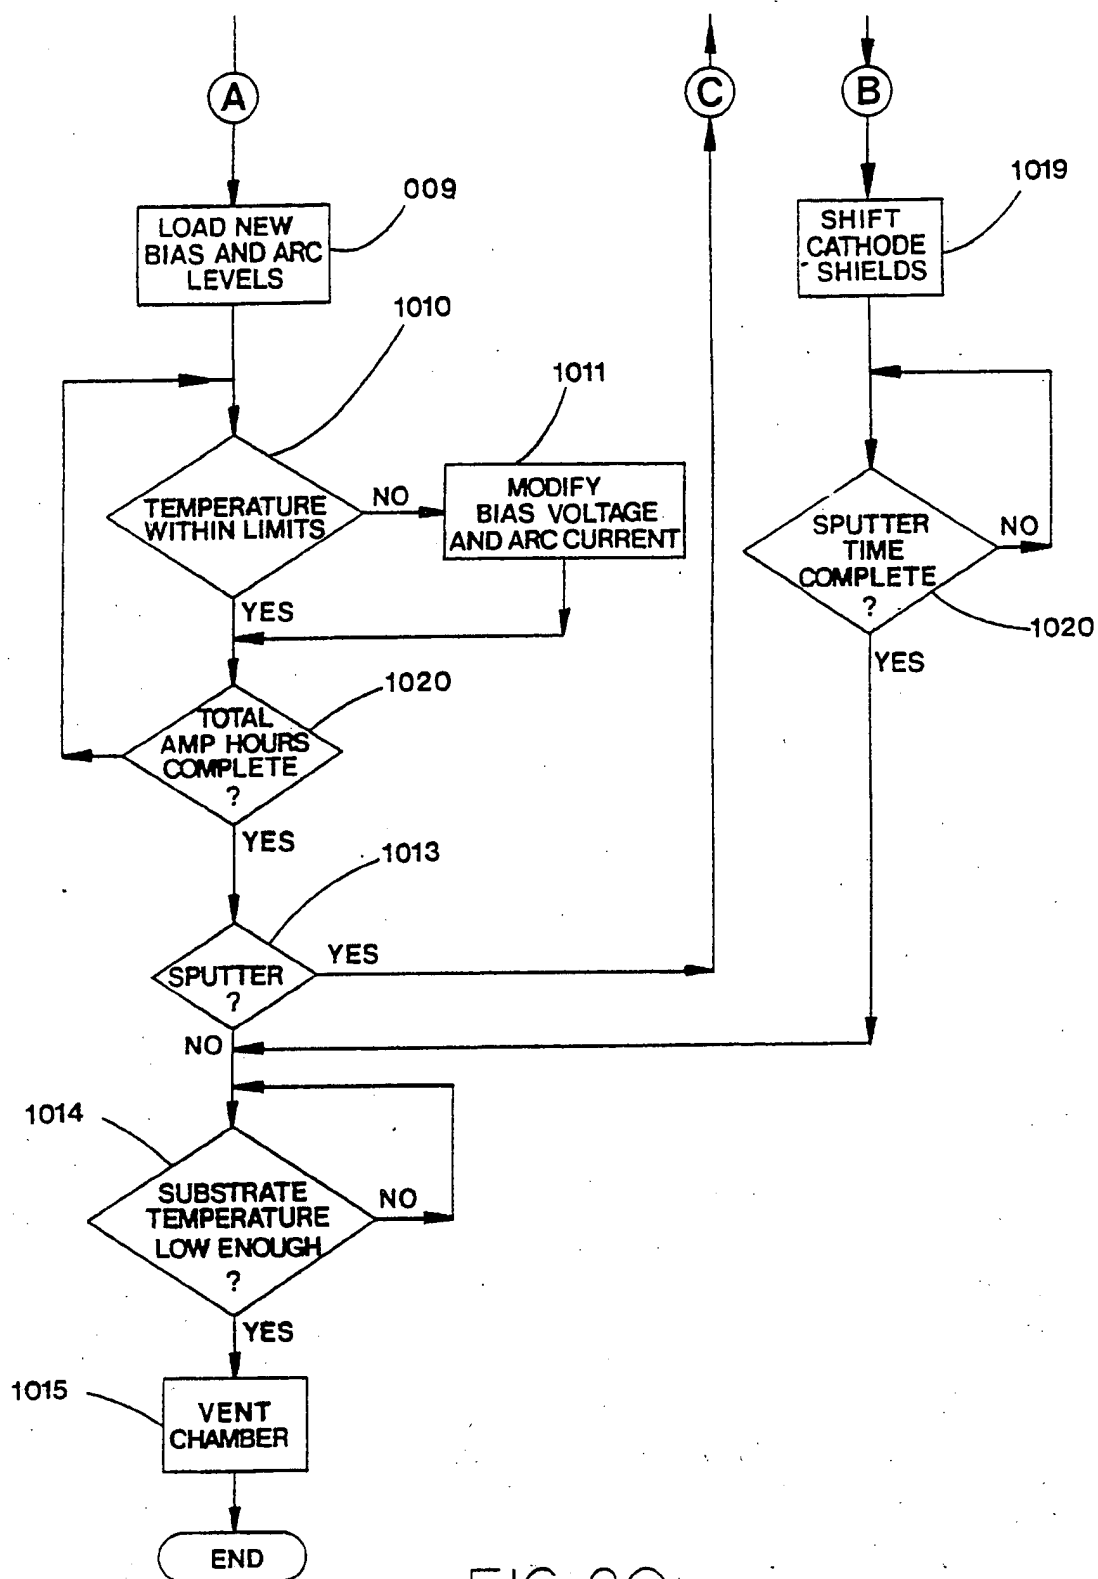 A
C
B
009
LOAD NEW
BIAS AND ARC
LEVELS
1019
SHIFT
CATHODE
SHIELDS
1010
1011
TEMPERATURE
WITHIN LIMITS
NO
MODIFY
BIAS VOLTAGE
AND ARC CURRENT
SPUTTER
TIME
COMPLETE
?
NO
YES
1020
YES
1020
TOTAL
AMP HOURS
COMPLETE
?
YES
1013
SPUTTER
?
YES
NO
1014
SUBSTRATE
TEMPERATURE
LOW ENOUGH
?
NO
YES
1015
VENT
CHAMBER
END